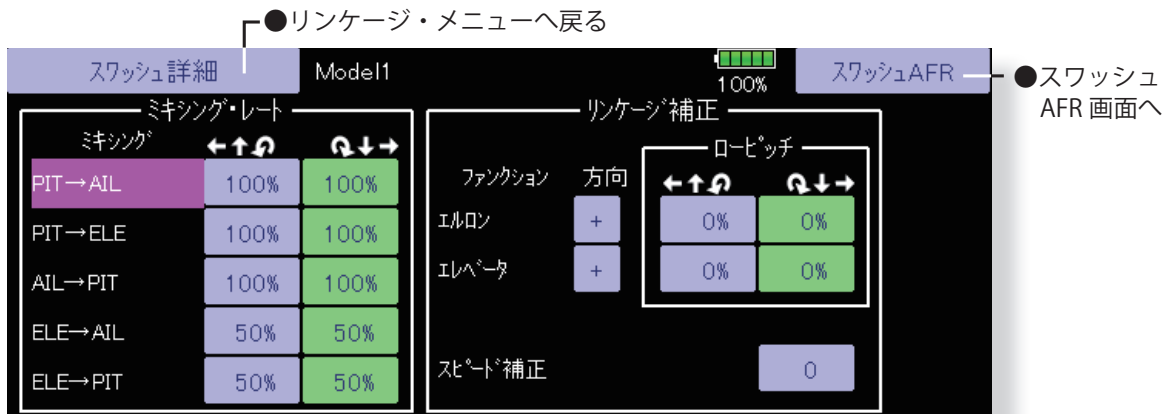 ●リンケージ・メニューへ戻る
スワッシュ詳細 Model1 100% スワッシュAFR
●スワッシュ
AFR 画面へ
ミキシング・レート
ミキシング ←↑↶ ↷↓→
PIT→AIL 100% 100%
PIT→ELE 100% 100%
AIL→PIT 100% 100%
ELE→AIL 50% 50%
ELE→PIT 50% 50%
リンケージ補正
ローピッチ
ファンクション 方向 ←↑↶ ↷↓→
エルロン + 0% 0%
エレベータ + 0% 0%
スピード補正 0